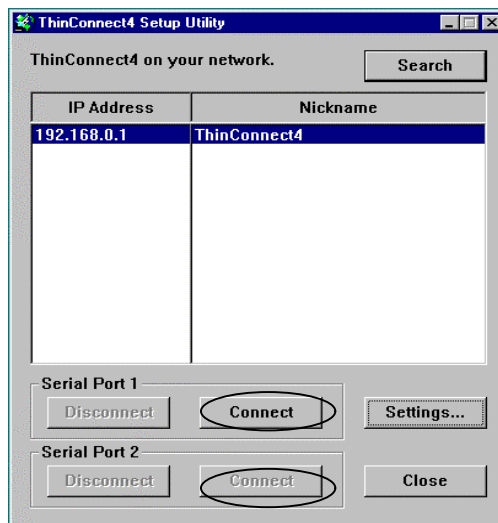 ThinConnect4 Setup Utility
ThinConnect4 on your network.
Search
IP Address Nickname
192.168.0.1 ThinConnect4
Serial Port 1
Disconnect Connect Settings...
Serial Port 2
Disconnect Connect Close